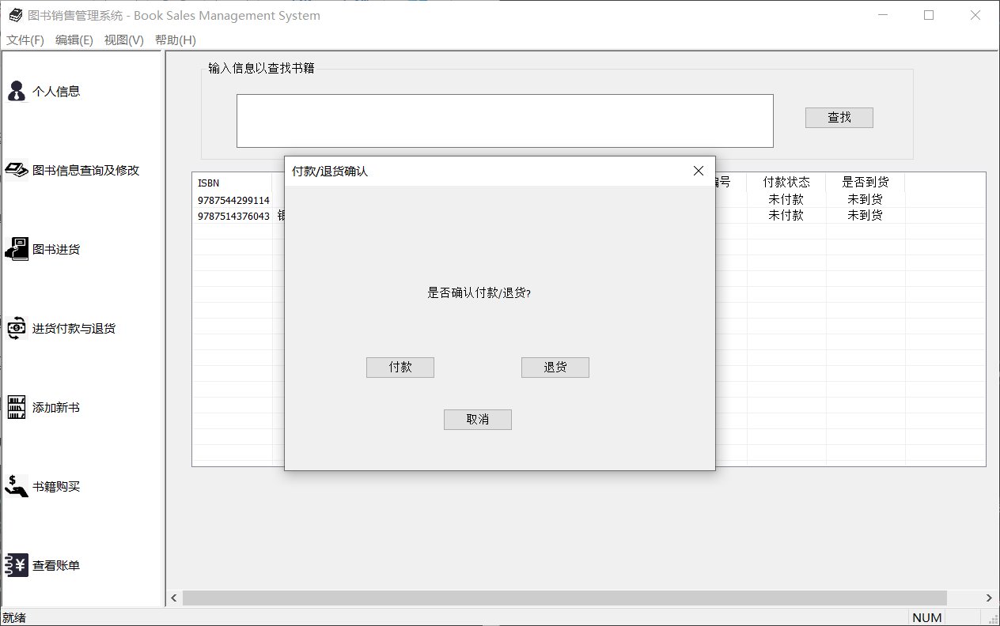 图书销售管理系统 - Book Sales Management System
文件(F) 编辑(E) 视图(V) 帮助(H)
个人信息
图书信息查询及修改
图书进货
进货付款与退货
添加新书
书籍购买
查看账单
输入信息以查找书籍
查找
ISBN 编号 付款状态 是否到货
9787544299114 未付款 未到货
9787514376043 未付款 未到货
付款/退货确认
是否确认付款/退货?
付款 退货
取消
就绪 NUM